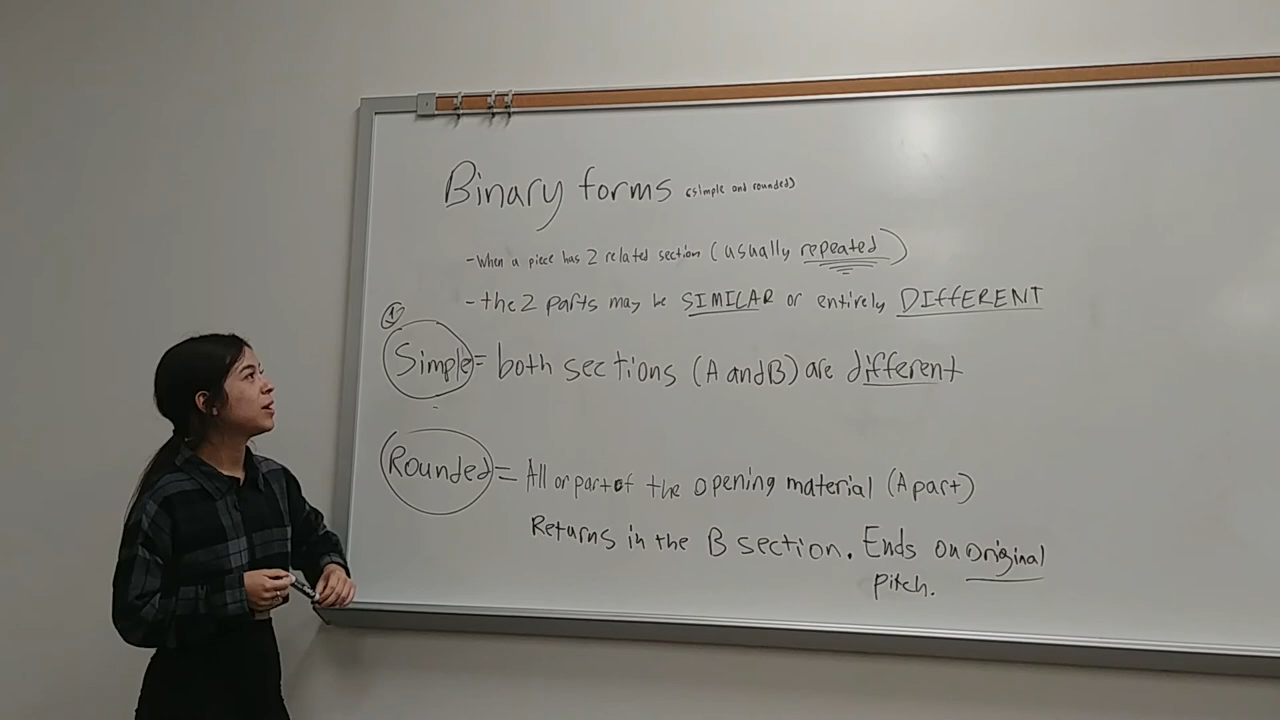 Binary forms (simple and rounded)
- When a piece has 2 related section (usually repeated)
- the 2 parts may be SIMILAR or entirely DIFFERENT
1
Simple = both sections (A and B) are different
Rounded = All or part of the opening material (A part)
Returns in the B section. Ends on original
pitch.